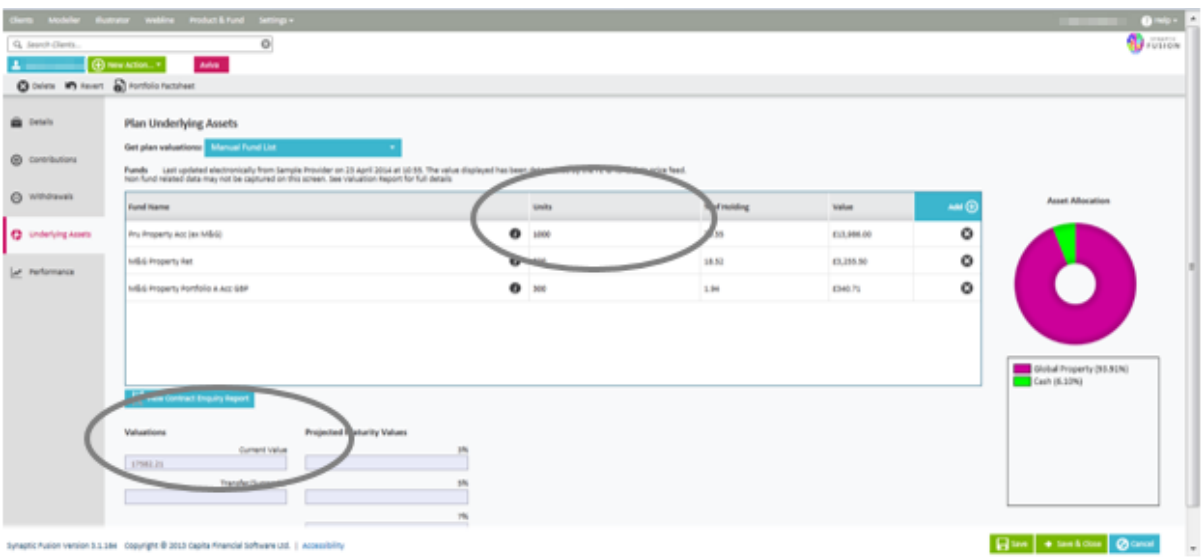 Clients Modeller Illustrator Webline Product & Fund Settings Help
Search Clients...
SYNAPTIC FUSION
New Action... Aviva
Delete Revert Portfolio Factsheet
Details
Contributions
Withdrawals
Underlying Assets
Performance
Plan Underlying Assets
Get plan valuations: Manual Fund List
Funds Last updated electronically from Sample Provider on 23 April 2014 at 10:55. The value displayed has been price feed.
Non fund related data may not be captured on this screen. See Valuation Report for full details
Fund Name Units Holding Value Add
Pru Property Acc (ex M&G) 1000 £13,986.00
M&G Property Ret 18.52 £3,255.50
M&G Property Portfolio A Acc GBP 300 1.94 £340.71
Asset Allocation
Global Property (93.91%)
Cash (6.10%)
Contract Enquiry Report
Valuations Projected Maturity Values
Current Value 3%
17582.21
5%
7%
Synaptic Fusion version 3.1.184 Copyright © 2013 Capita Financial Software Ltd. | Accessibility
Save Save & Close Cancel